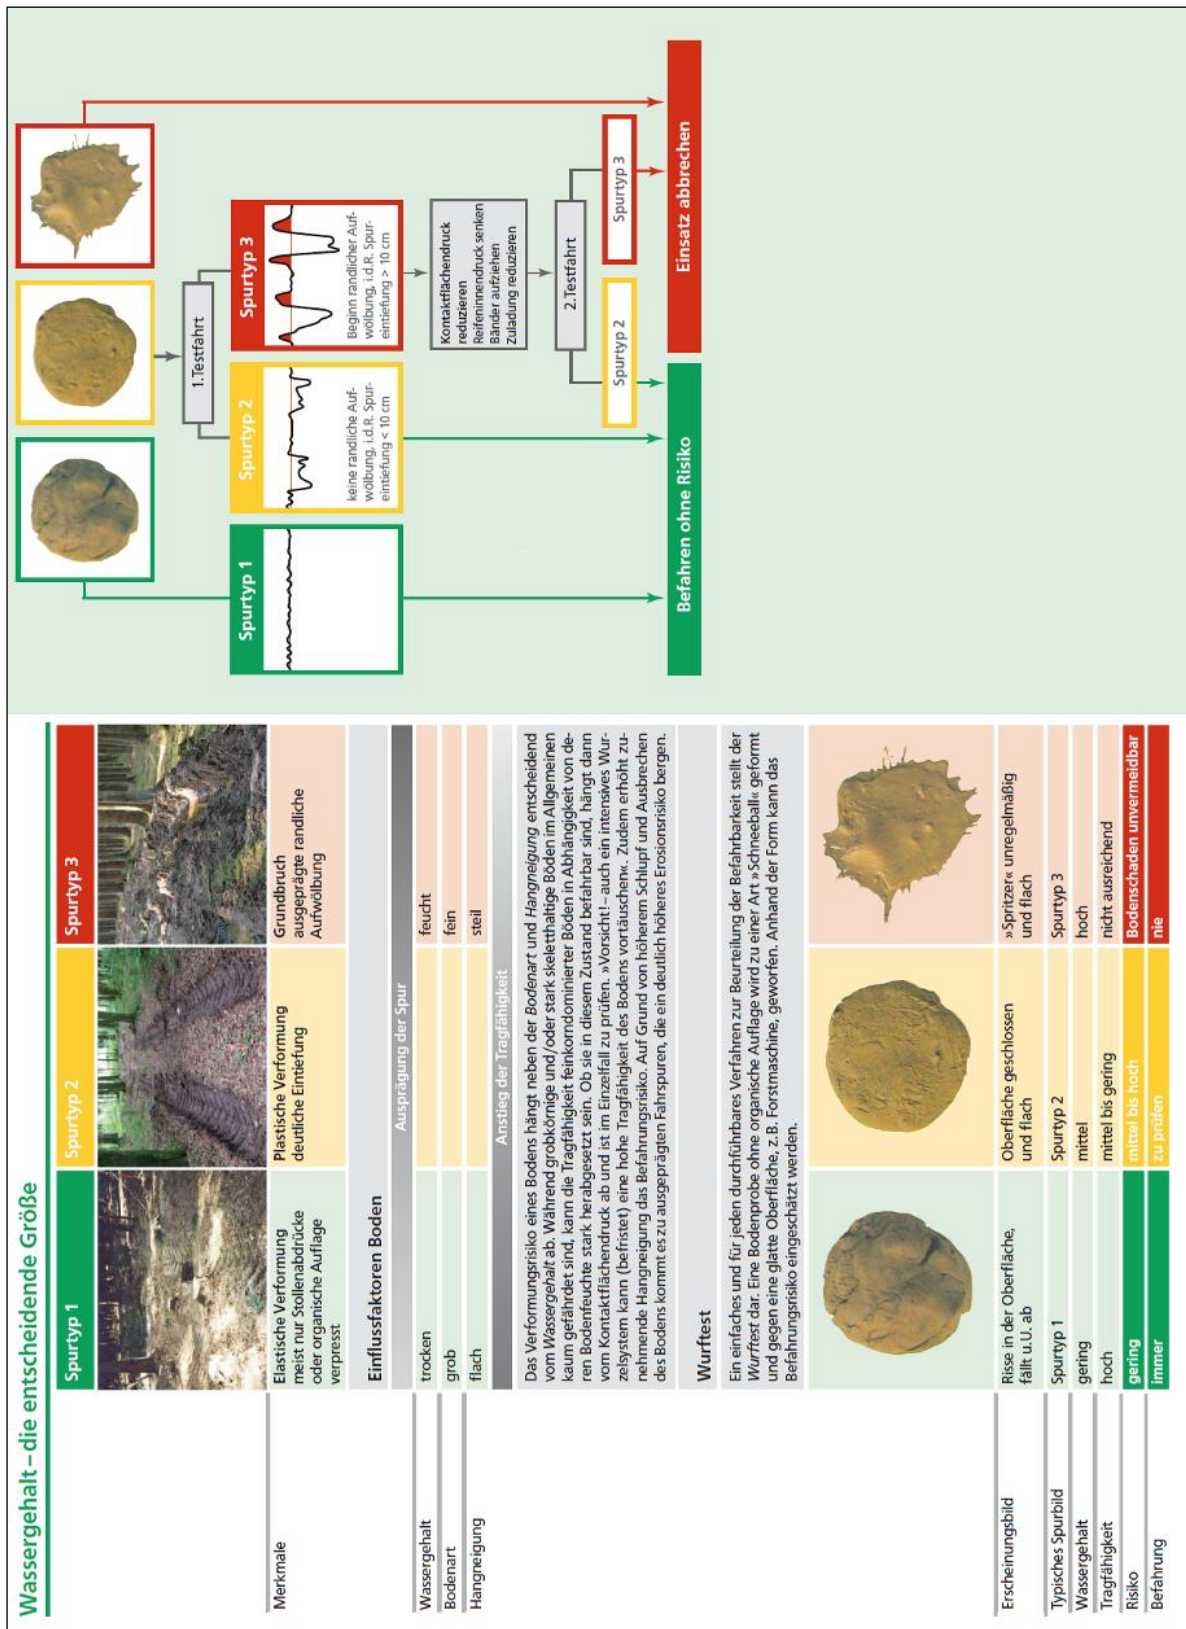 Wassergehalt – die entscheidende Größe
Spurtyp 1
Spurtyp 2
Spurtyp 3
Merkmale
Elastische Verformung
meist nur Stollenabdrücke
oder organische Auflage
verpresst
Plastische Verformung
deutliche Eintiefung
Grundbruch
ausgeprägte randliche
Aufwölbung
Einflussfaktoren Boden
Ausprägung der Spur
Wassergehalt
trocken
feucht
Bodenart
grob
fein
Hangneigung
flach
steil
Anstieg der Tragfähigkeit
Das Verformungsrisiko eines Bodens hängt neben der Bodenart und Hangneigung entscheidend
vom Wassergehalt ab. Während grobkörnige und/oder stark skeletthaltige Böden im Allgemeinen
kaum gefährdet sind, kann die Tragfähigkeit feinkorndominierter Böden in Abhängigkeit von de-
ren Bodenfeuchte stark herabgesetzt sein. Ob sie in diesem Zustand befahrbar sind, hängt dann
vom Kontaktflächendruck ab und ist im Einzelfall zu prüfen. »Vorsicht! – auch ein intensives Wur-
zelsystem kann (befristet) eine hohe Tragfähigkeit des Bodens vortäuschen«. Zudem erhöht zu-
nehmende Hangneigung das Befahrungsrisiko. Auf Grund von höherem Schlupf und Ausbrechen
des Bodens kommt es zu ausgeprägten Fahrspuren, die ein deutlich höheres Erosionsrisiko bergen.
Wurftest
Ein einfaches und für jeden durchführbares Verfahren zur Beurteilung der Befahrbarkeit stellt der
Wurftest dar. Eine Bodenprobe ohne organische Auflage wird zu einer Art »Schneeball« geformt
und gegen eine glatte Oberfläche, z.B. Forstmaschine, geworfen. Anhand der Form kann das
Befahrungsrisiko eingeschätzt werden.
Erscheinungsbild
Risse in der Oberfläche,
fällt u. U. ab
Oberfläche geschlossen
und flach
»Spritzer« unregelmäßig
und flach
Typisches Spurbild
Spurtyp 1
Spurtyp 2
Spurtyp 3
Wassergehalt
gering
mittel
hoch
Tragfähigkeit
hoch
mittel bis gering
nicht ausreichend
Risiko
gering
mittel bis hoch
Bodenschaden unvermeidbar
Befahrung
immer
zu prüfen
nie
1.Testfahrt
Spurtyp 1
Spurtyp 2
Spurtyp 3
keine randliche Auf-
wölbung, i.d.R. Spur-
eintiefung < 10 cm
Beginn randlicher Auf-
wölbung, i.d.R. Spur-
eintiefung > 10 cm
Kontaktflächendruck
reduzieren
Reifeninnendruck senken
Bänder aufziehen
Zuladung reduzieren
2.Testfahrt
Spurtyp 2
Spurtyp 3
Befahren ohne Risiko
Einsatz abbrechen